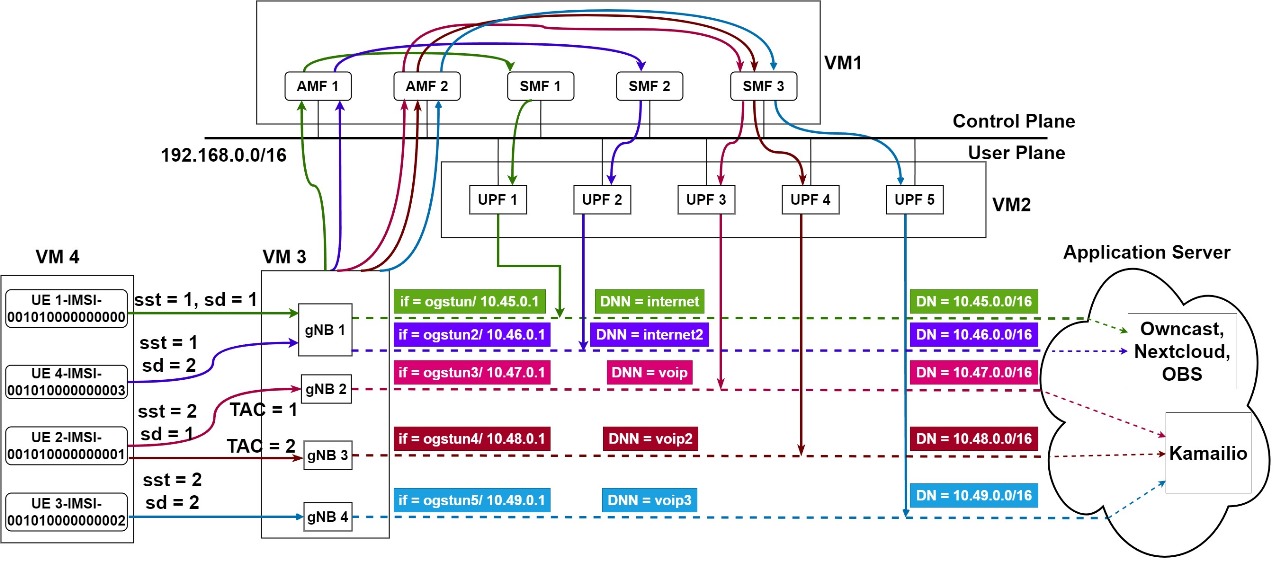 VM1
AMF 1
AMF 2
SMF 1
SMF 2
SMF 3
Control Plane
192.168.0.0/16
User Plane
UPF 1
UPF 2
UPF 3
UPF 4
UPF 5
VM2
VM 4
VM 3
Application Server
UE 1-IMSI-
001010000000000
sst = 1, sd = 1
gNB 1
if = ogstun/ 10.45.0.1
DNN = internet
DN = 10.45.0.0/16
UE 4-IMSI-
001010000000003
sst = 1
sd = 2
if = ogstun2/ 10.46.0.1
DNN = internet2
DN = 10.46.0.0/16
Owncast,
Nextcloud,
OBS
UE 2-IMSI-
001010000000001
sst = 2
sd = 1
TAC = 1
gNB 2
if = ogstun3/ 10.47.0.1
DNN = voip
DN = 10.47.0.0/16
TAC = 2
gNB 3
if = ogstun4/ 10.48.0.1
DNN = voip2
DN = 10.48.0.0/16
Kamailio
UE 3-IMSI-
001010000000002
sst = 2
sd = 2
gNB 4
if = ogstun5/ 10.49.0.1
DNN = voip3
DN = 10.49.0.0/16